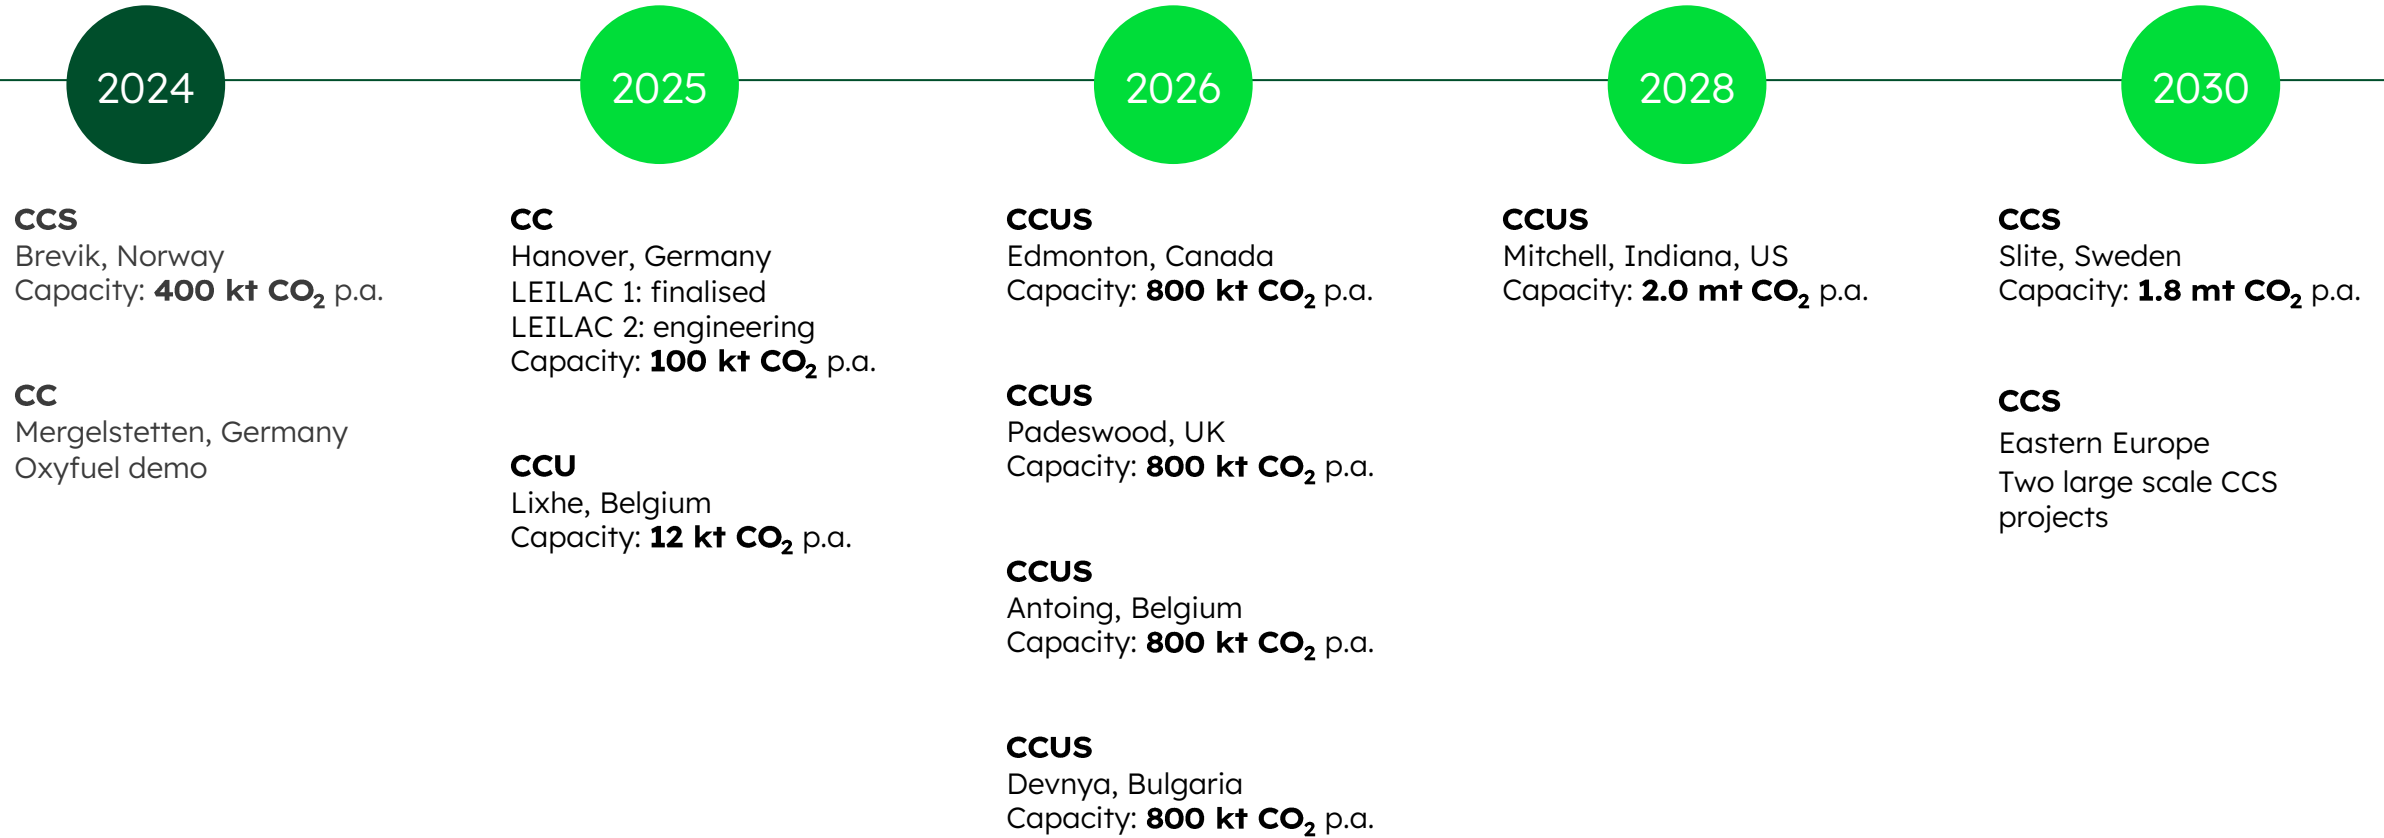 2024
CCS
Brevik, Norway
Capacity: 400 kt CO₂ p.a.
CC
Mergelstetten, Germany
Oxyfuel demo
2025
CC
Hanover, Germany
LEILAC 1: finalised
LEILAC 2: engineering
Capacity: 100 kt CO₂ p.a.
CCU
Lixhe, Belgium
Capacity: 12 kt CO₂ p.a.
2026
CCUS
Edmonton, Canada
Capacity: 800 kt CO₂ p.a.
CCUS
Padeswood, UK
Capacity: 800 kt CO₂ p.a.
CCUS
Antoing, Belgium
Capacity: 800 kt CO₂ p.a.
CCUS
Devnya, Bulgaria
Capacity: 800 kt CO₂ p.a.
2028
CCUS
Mitchell, Indiana, US
Capacity: 2.0 mt CO₂ p.a.
2030
CCS
Slite, Sweden
Capacity: 1.8 mt CO₂ p.a.
CCS
Eastern Europe
Two large scale CCS
projects